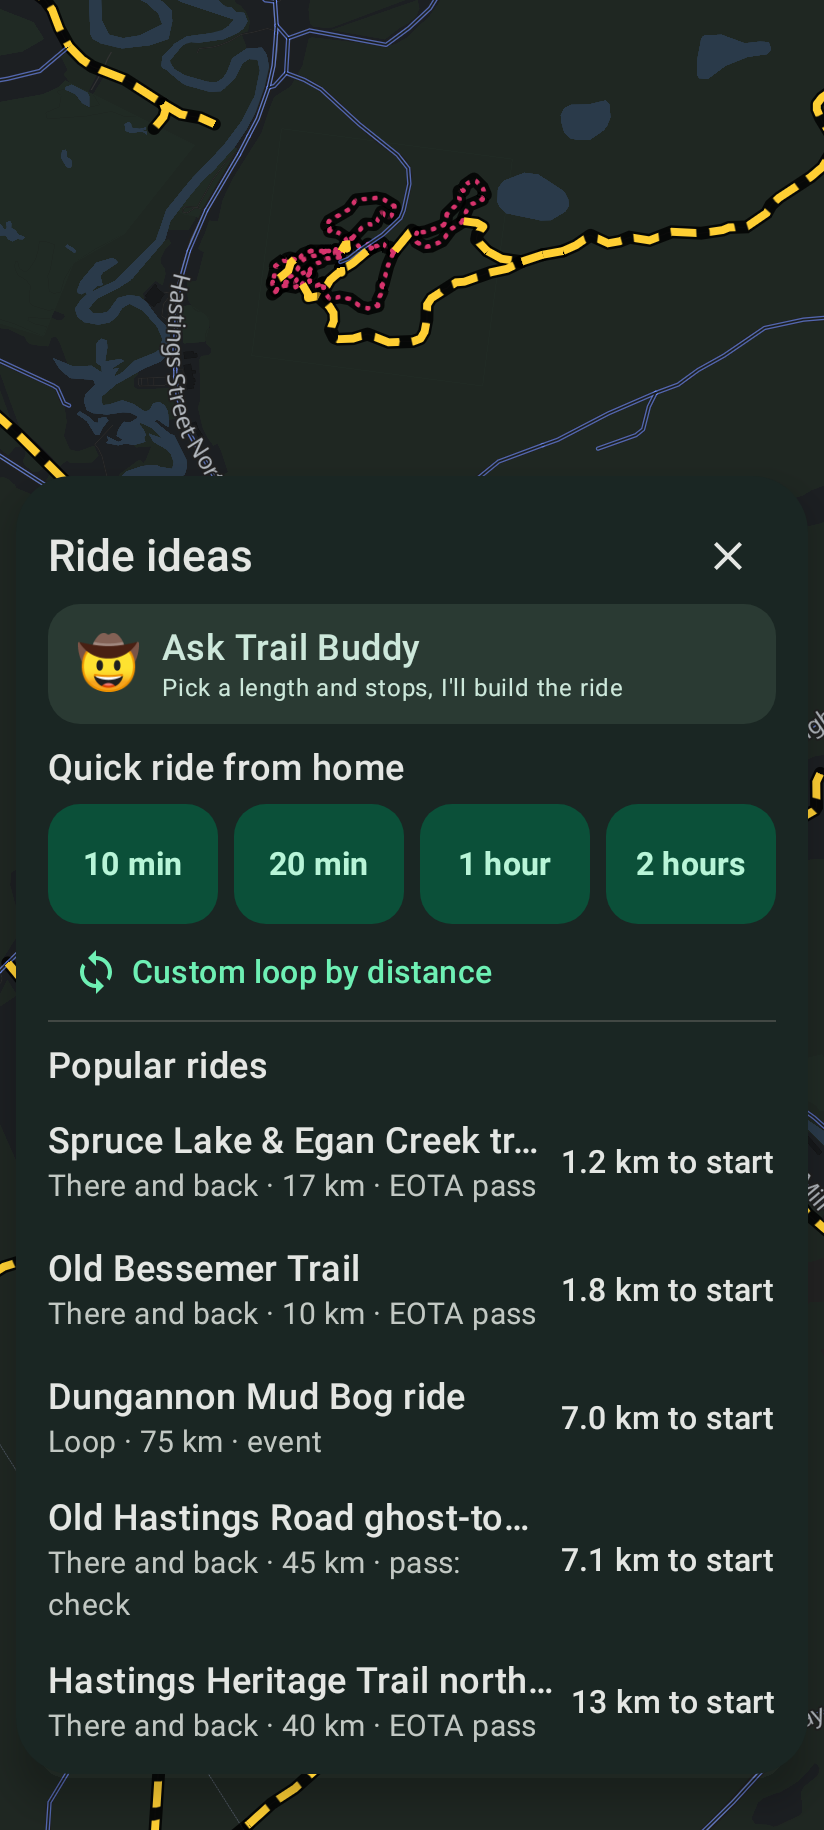 Hastings Street Nor
Ride ideas
Ask Trail Buddy
Pick a length and stops, I'll build the ride
Quick ride from home
10 min
20 min
1 hour
2 hours
Custom loop by distance
Popular rides
Spruce Lake & Egan Creek tr...
There and back · 17 km · EOTA pass
1.2 km to start
Old Bessemer Trail
There and back · 10 km · EOTA pass
1.8 km to start
Dungannon Mud Bog ride
Loop · 75 km · event
7.0 km to start
Old Hastings Road ghost-to...
There and back · 45 km · pass:
check
7.1 km to start
Hastings Heritage Trail north...
There and back · 40 km · EOTA pass
13 km to start